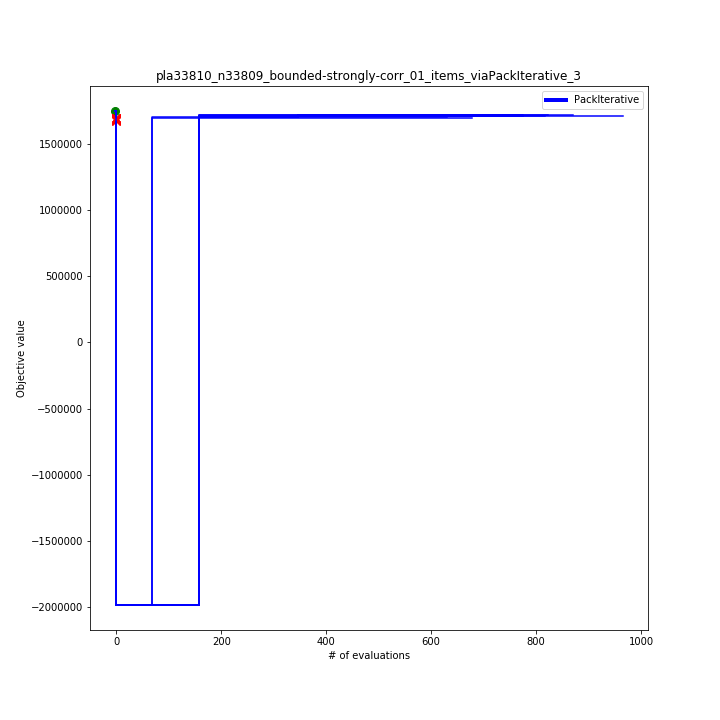 pla33810_n33809_bounded-strongly-corr_01_items_viaPackIterative_3
PackIterative
1500000
1000000
500000
0
−500000
−1000000
−1500000
−2000000
Objective value
0 200 400 600 800 1000
# of evaluations